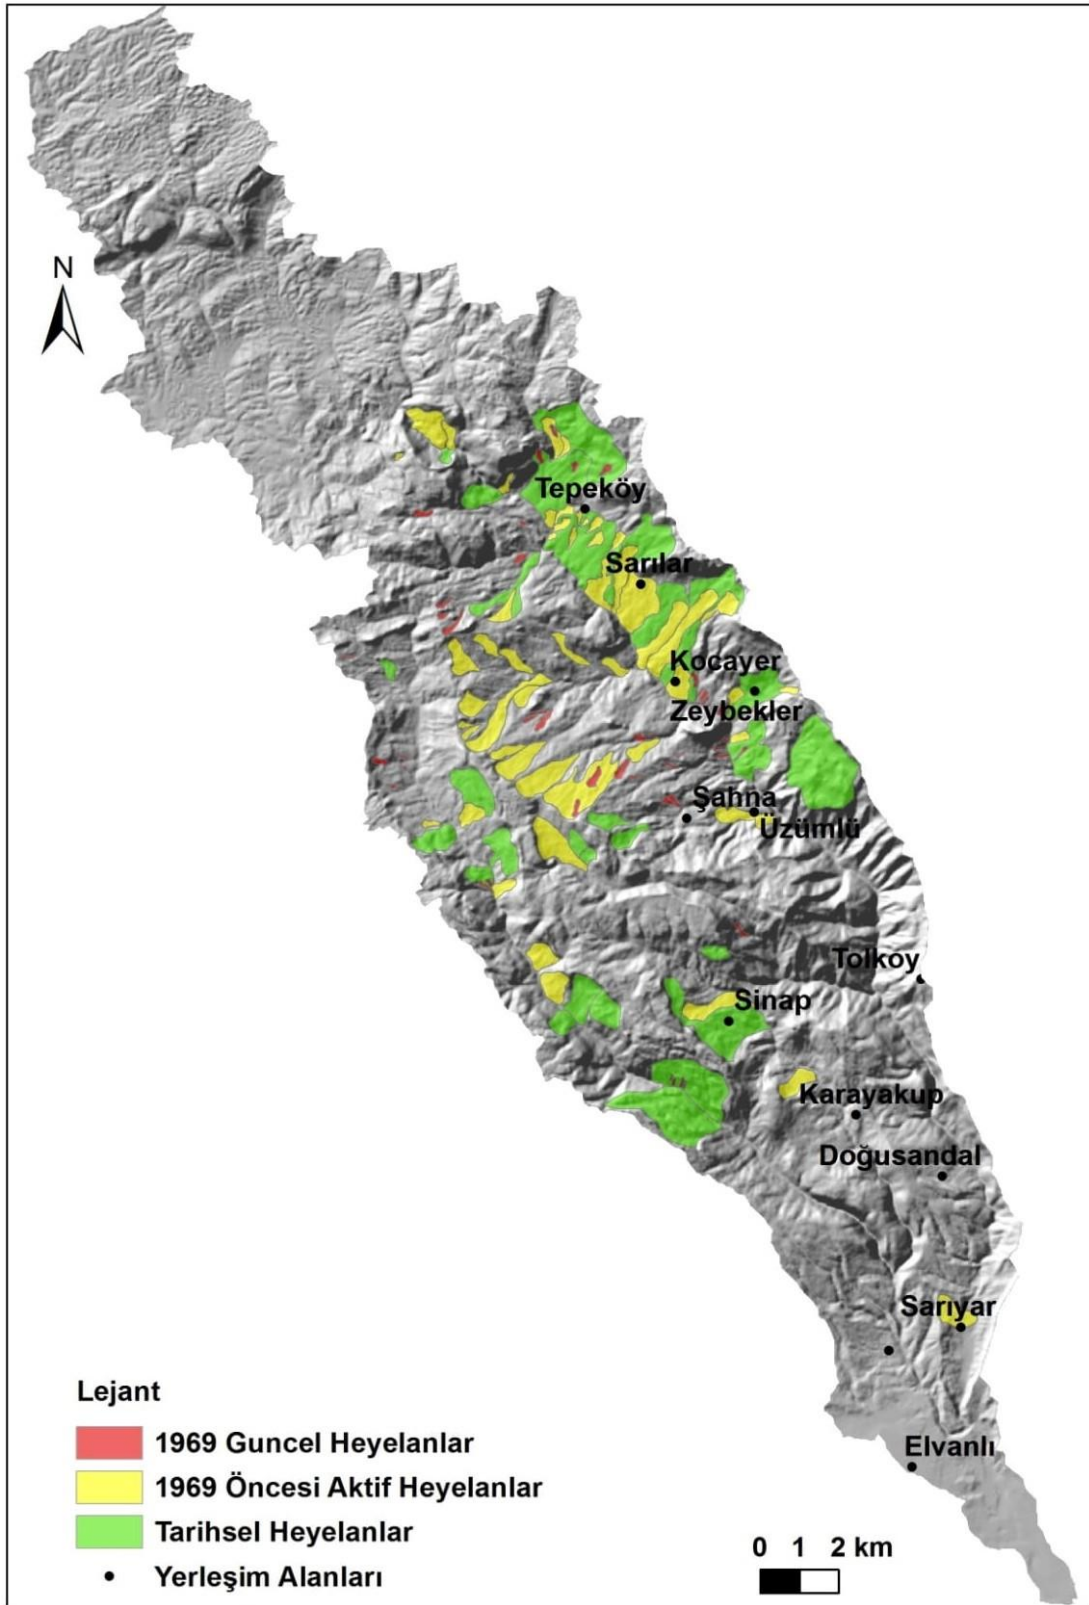 N
Tepeköy
Sarılar
Kocayer
Zeybekler
Şahna
Üzümlü
Tolköy
Sinap
Karayakup
Doğusandal
Sarıyar
Elvanlı
Lejant
1969 Guncel Heyelanlar
1969 Öncesi Aktif Heyelanlar
Tarihsel Heyelanlar
Yerleşim Alanları
0 1 2 km